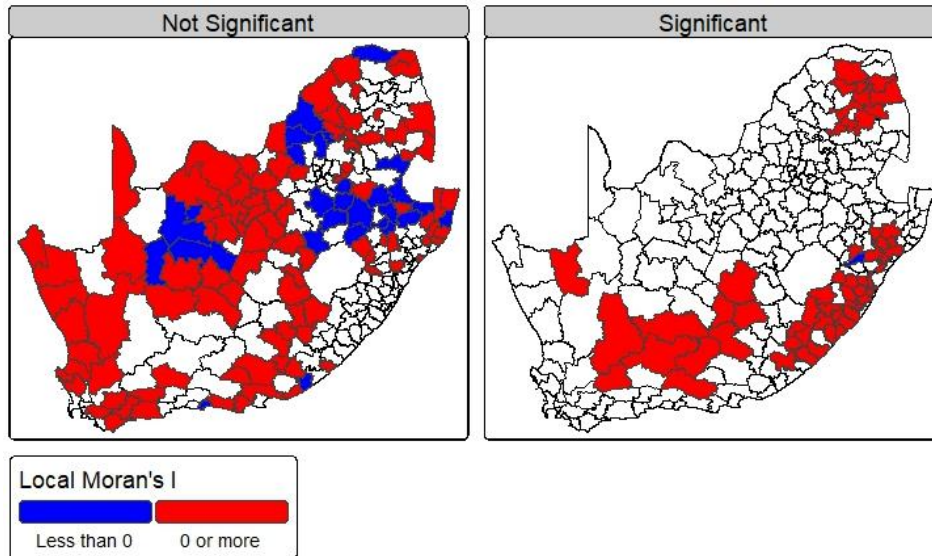 Not Significant
Significant
Local Moran's I
Less than 0
0 or more